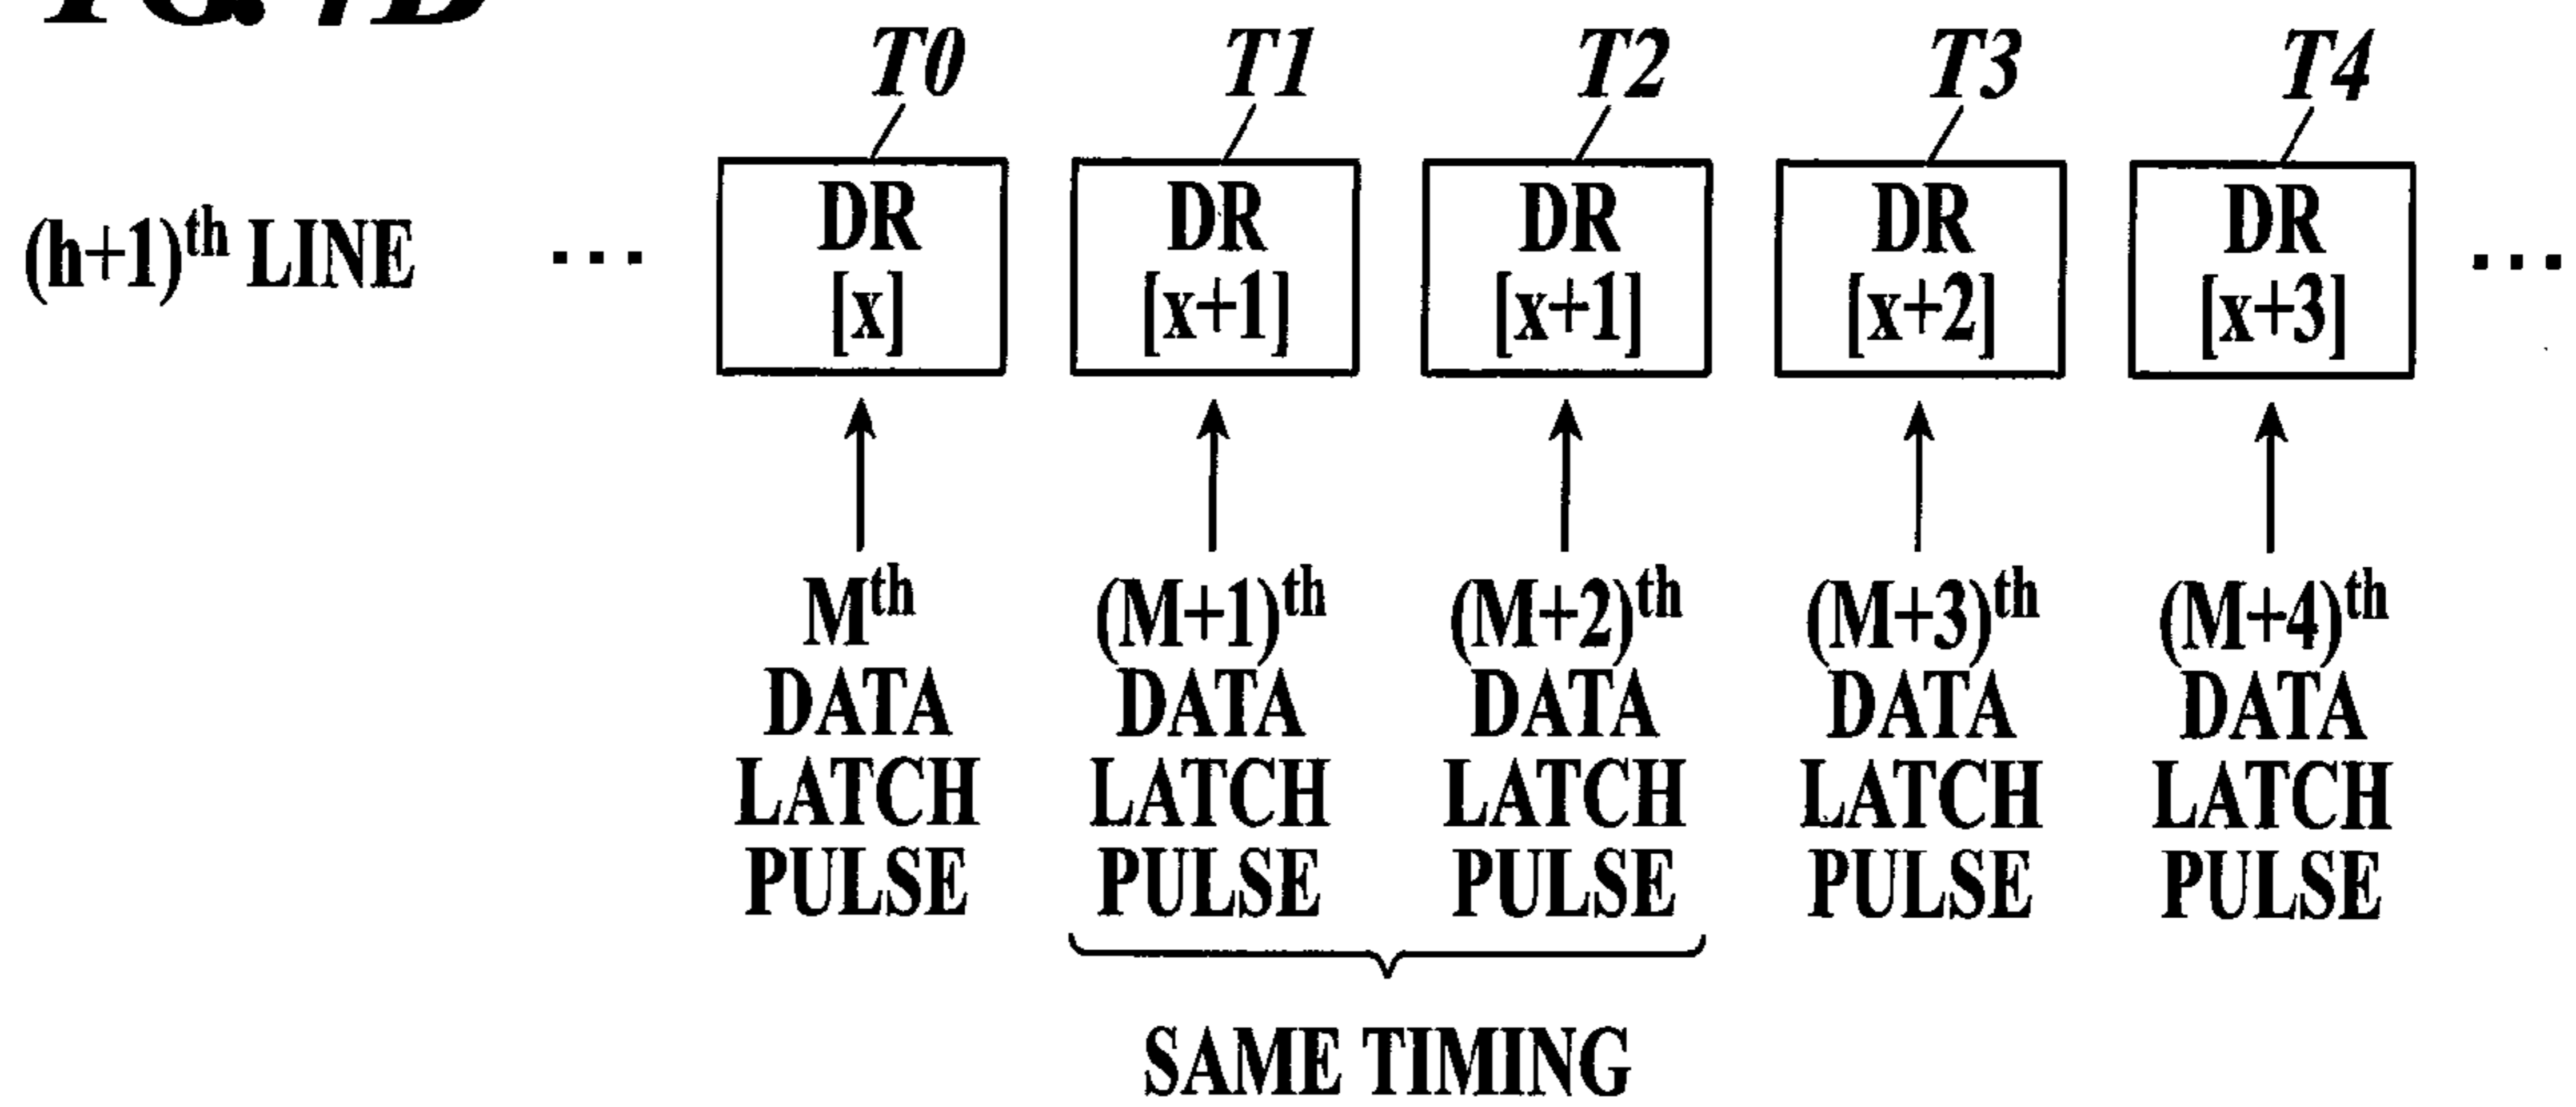 T0 T1 T2 T3 T4
(h+1)th LINE ... DR [x] DR [x+1] DR [x+1] DR [x+2] DR [x+3] ...
Mth DATA LATCH PULSE
(M+1)th DATA LATCH PULSE
(M+2)th DATA LATCH PULSE
(M+3)th DATA LATCH PULSE
(M+4)th DATA LATCH PULSE
SAME TIMING